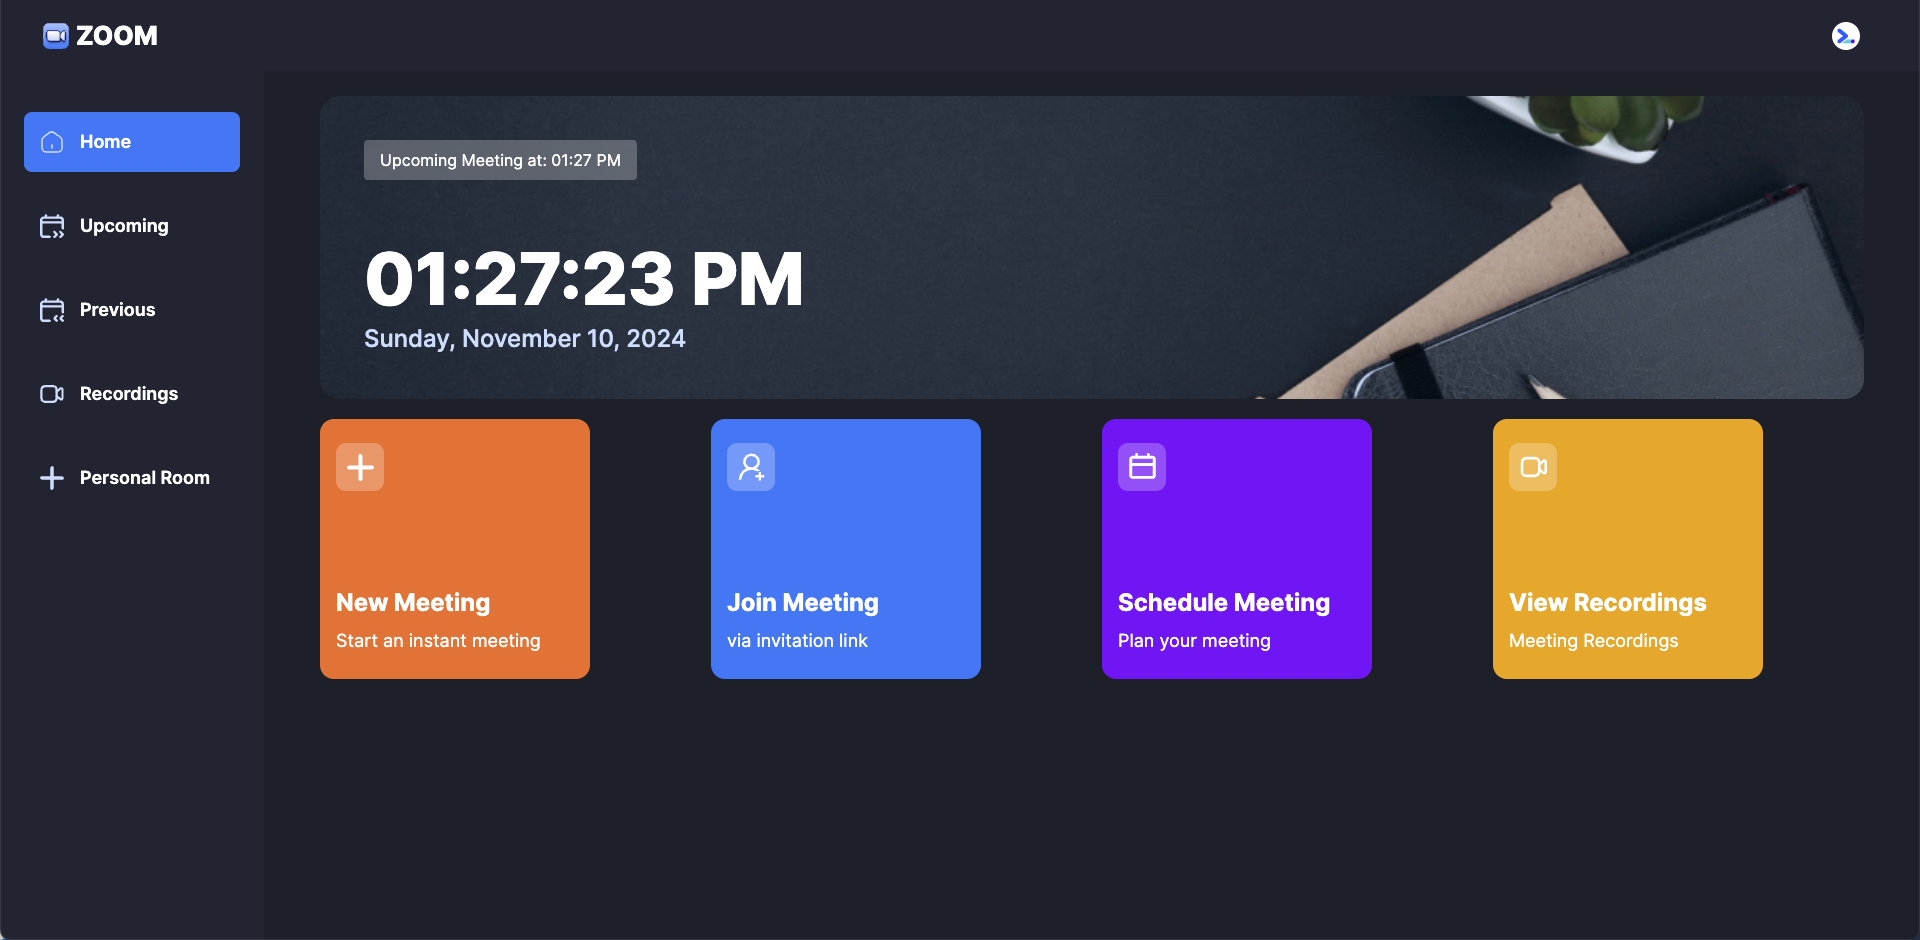 ZOOM
Home
Upcoming
Previous
Recordings
Personal Room
Upcoming Meeting at: 01:27 PM
01:27:23 PM
Sunday, November 10, 2024
New Meeting
Start an instant meeting
Join Meeting
via invitation link
Schedule Meeting
Plan your meeting
View Recordings
Meeting Recordings